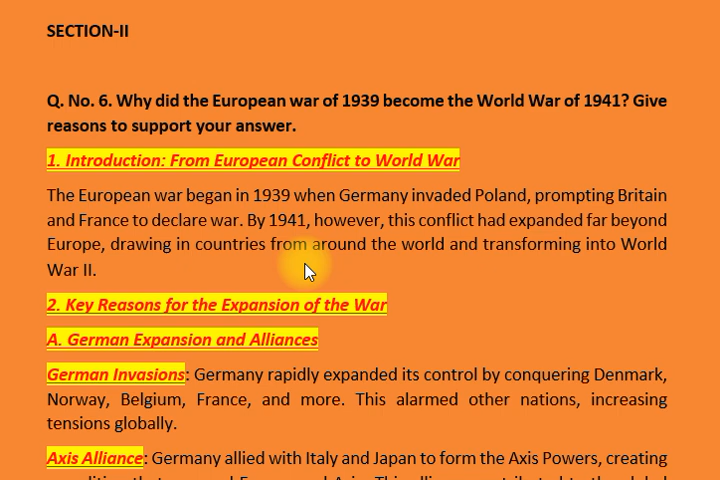 SECTION-II
Q. No. 6. Why did the European war of 1939 become the World War of 1941? Give
reasons to support your answer.
1. Introduction: From European Conflict to World War
The European war began in 1939 when Germany invaded Poland, prompting Britain
and France to declare war. By 1941, however, this conflict had expanded far beyond
Europe, drawing in countries from around the world and transforming into World
War II.
2. Key Reasons for the Expansion of the War
A. German Expansion and Alliances
German Invasions: Germany rapidly expanded its control by conquering Denmark,
Norway, Belgium, France, and more. This alarmed other nations, increasing
tensions globally.
Axis Alliance: Germany allied with Italy and Japan to form the Axis Powers, creating